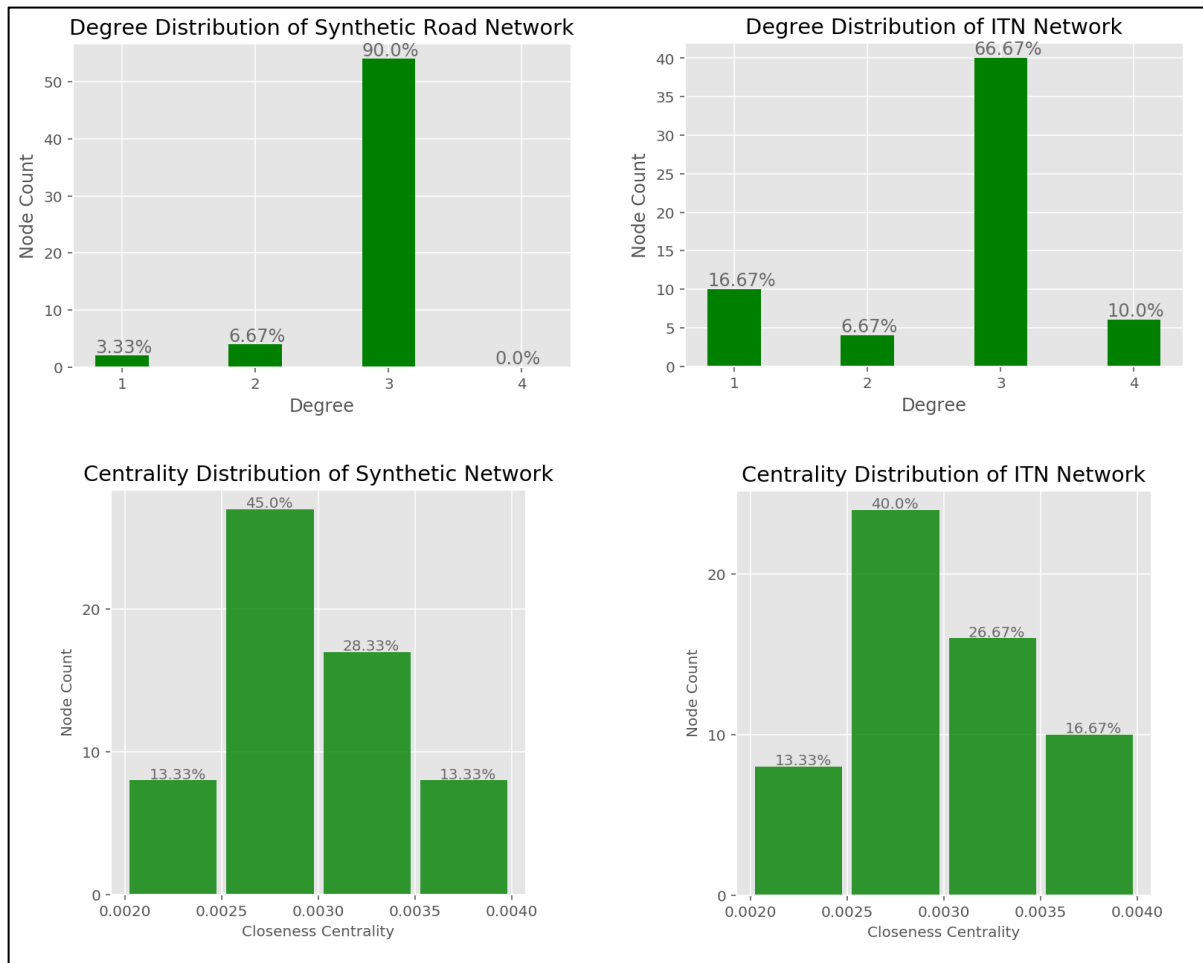 Degree Distribution of Synthetic Road Network
90.0%
50
40
30
20
10
0
Node Count
3.33%
6.67%
0.0%
1 2 3 4
Degree
Degree Distribution of ITN Network
66.67%
40
35
30
25
20
15
10
5
0
Node Count
16.67%
6.67%
10.0%
1 2 3 4
Degree
Centrality Distribution of Synthetic Network
45.0%
20
10
0
Node Count
28.33%
13.33%
13.33%
0.0020 0.0025 0.0030 0.0035 0.0040
Closeness Centrality
Centrality Distribution of ITN Network
40.0%
20
10
0
Node Count
26.67%
16.67%
13.33%
0.0020 0.0025 0.0030 0.0035 0.0040
Closeness Centrality